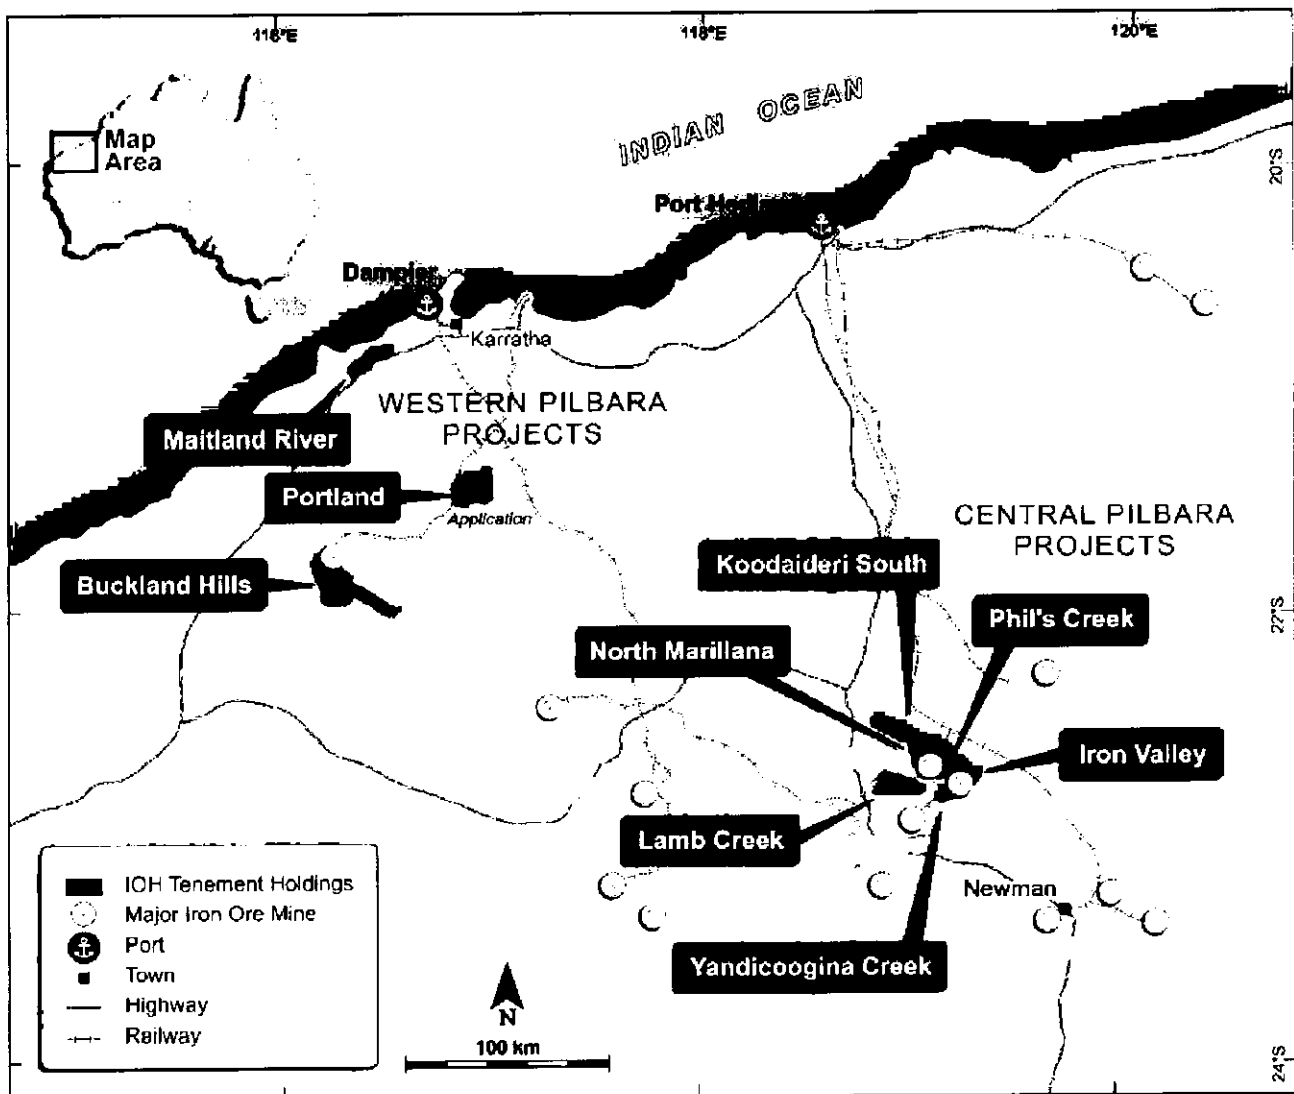 118°E
118°E
120°E
INDIAN OCEAN
Map
Area
20°S
Port
Dampier
Karratha
WESTERN PILBARA
PROJECTS
Maitland River
Portland
Application
CENTRAL PILBARA
PROJECTS
Koodaideri South
Buckland Hills
Phil's Creek
22°S
North Marillana
Iron Valley
Lamb Creek
Newman
Yandicoogina Creek
IOH Tenement Holdings
Major Iron Ore Mine
Port
Town
Highway
Railway
N
100 km
24°S